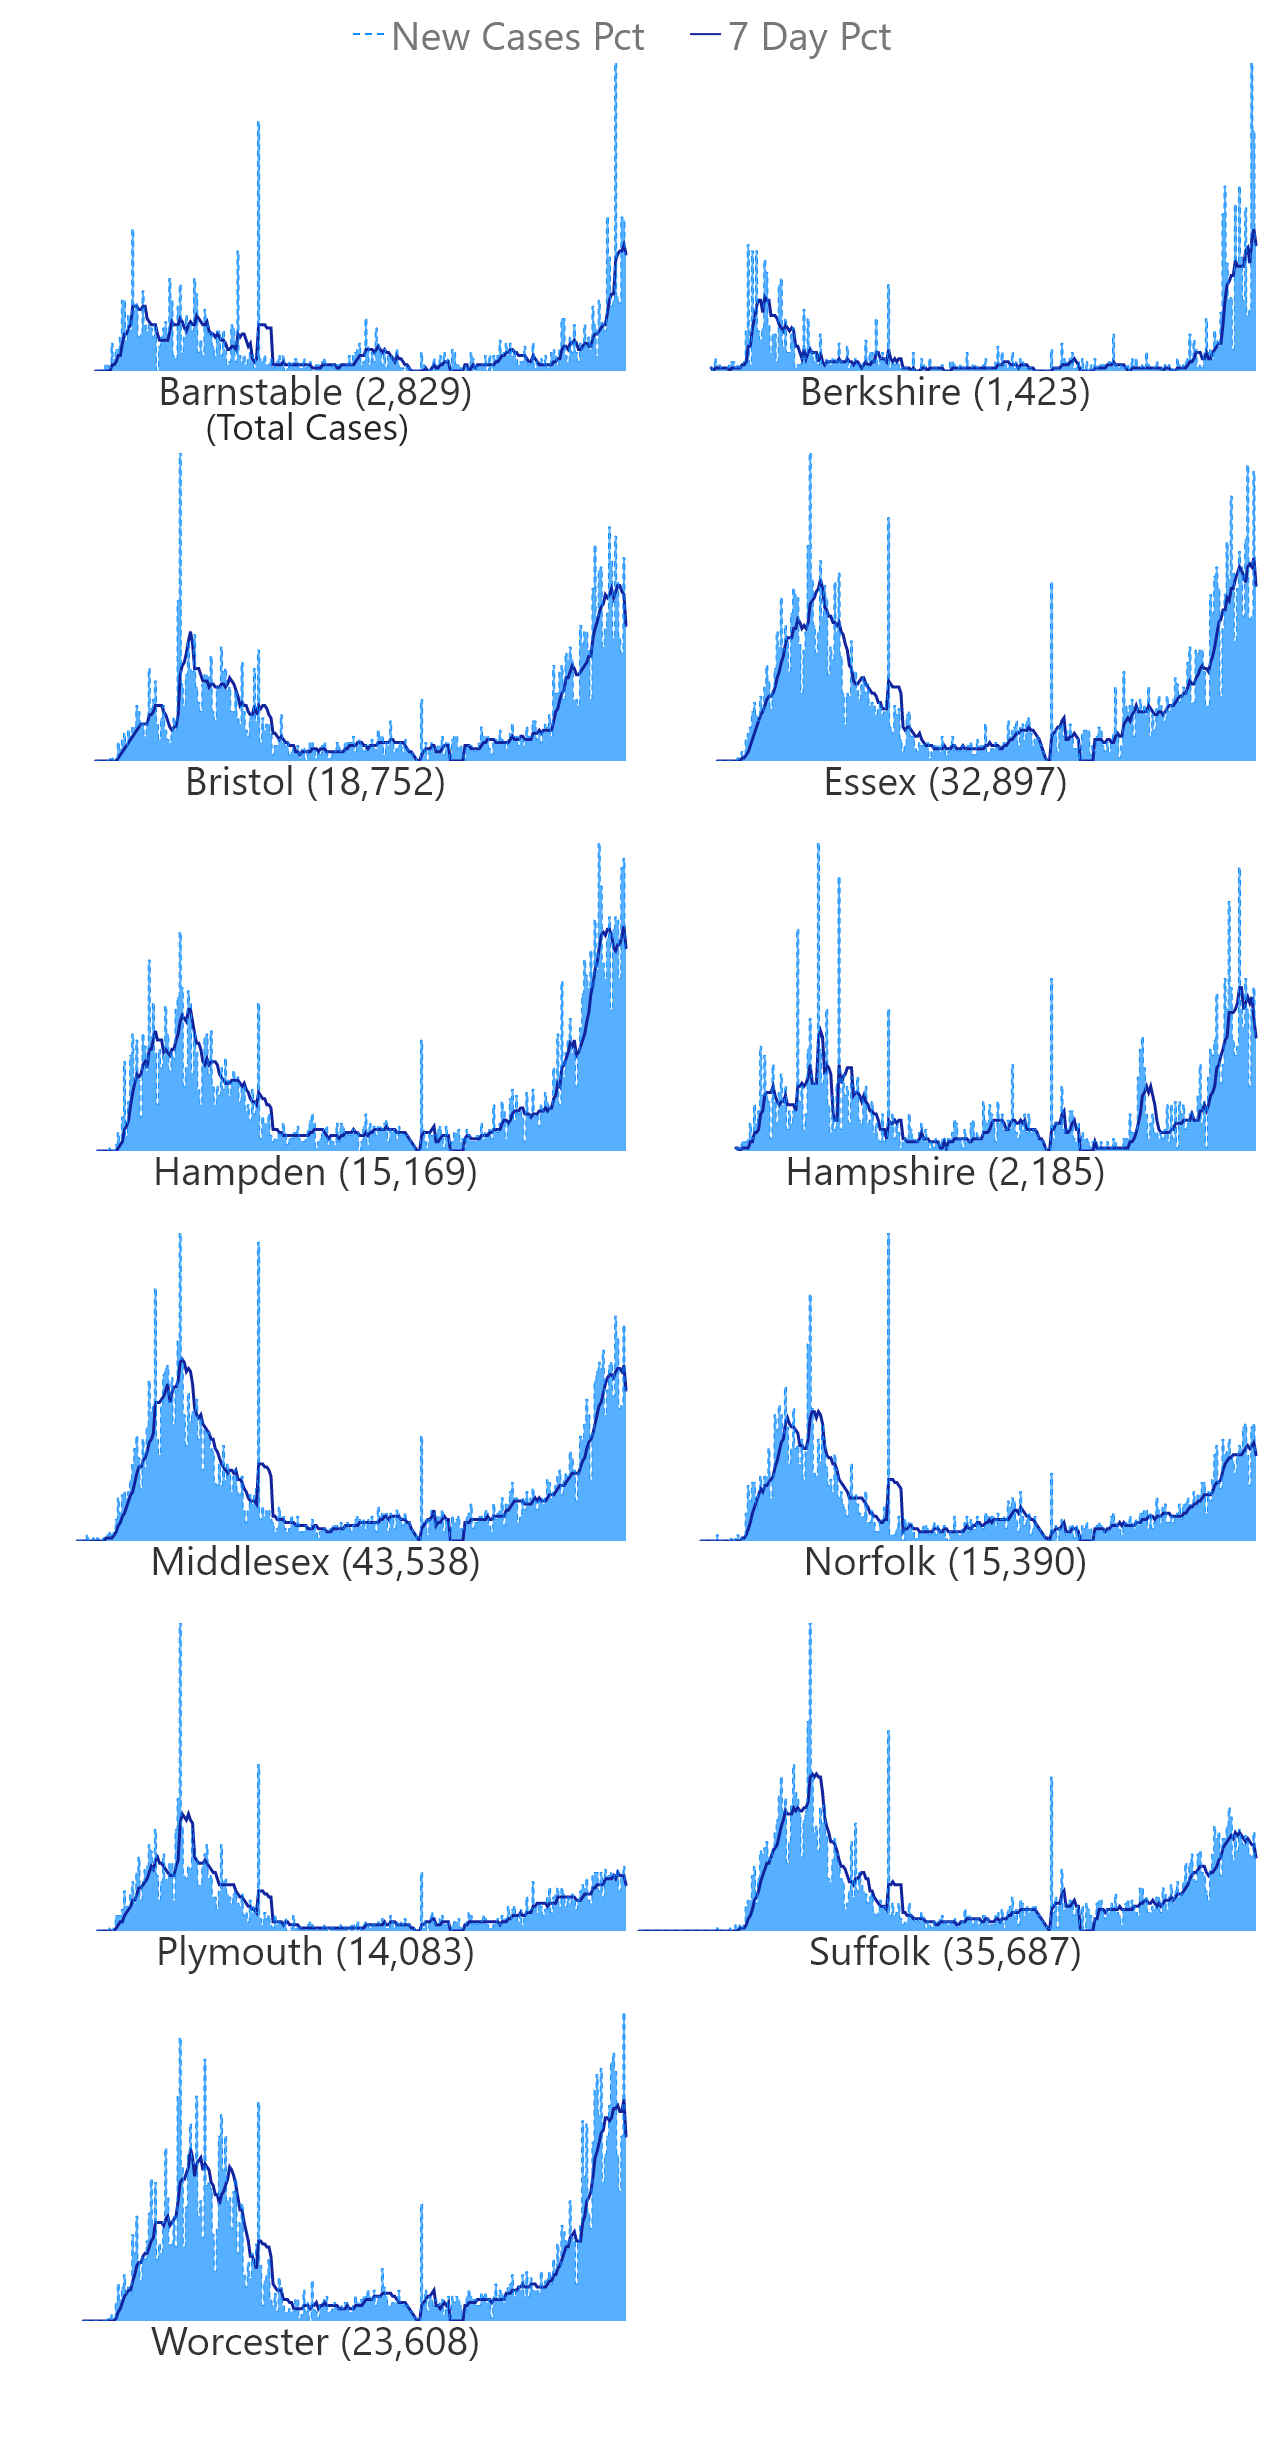 New Cases Pct 7 Day Pct
Barnstable (2,829)
(Total Cases)
Berkshire (1,423)
Bristol (18,752)
Essex (32,897)
Hampden (15,169)
Hampshire (2,185)
Middlesex (43,538)
Norfolk (15,390)
Plymouth (14,083)
Suffolk (35,687)
Worcester (23,608)